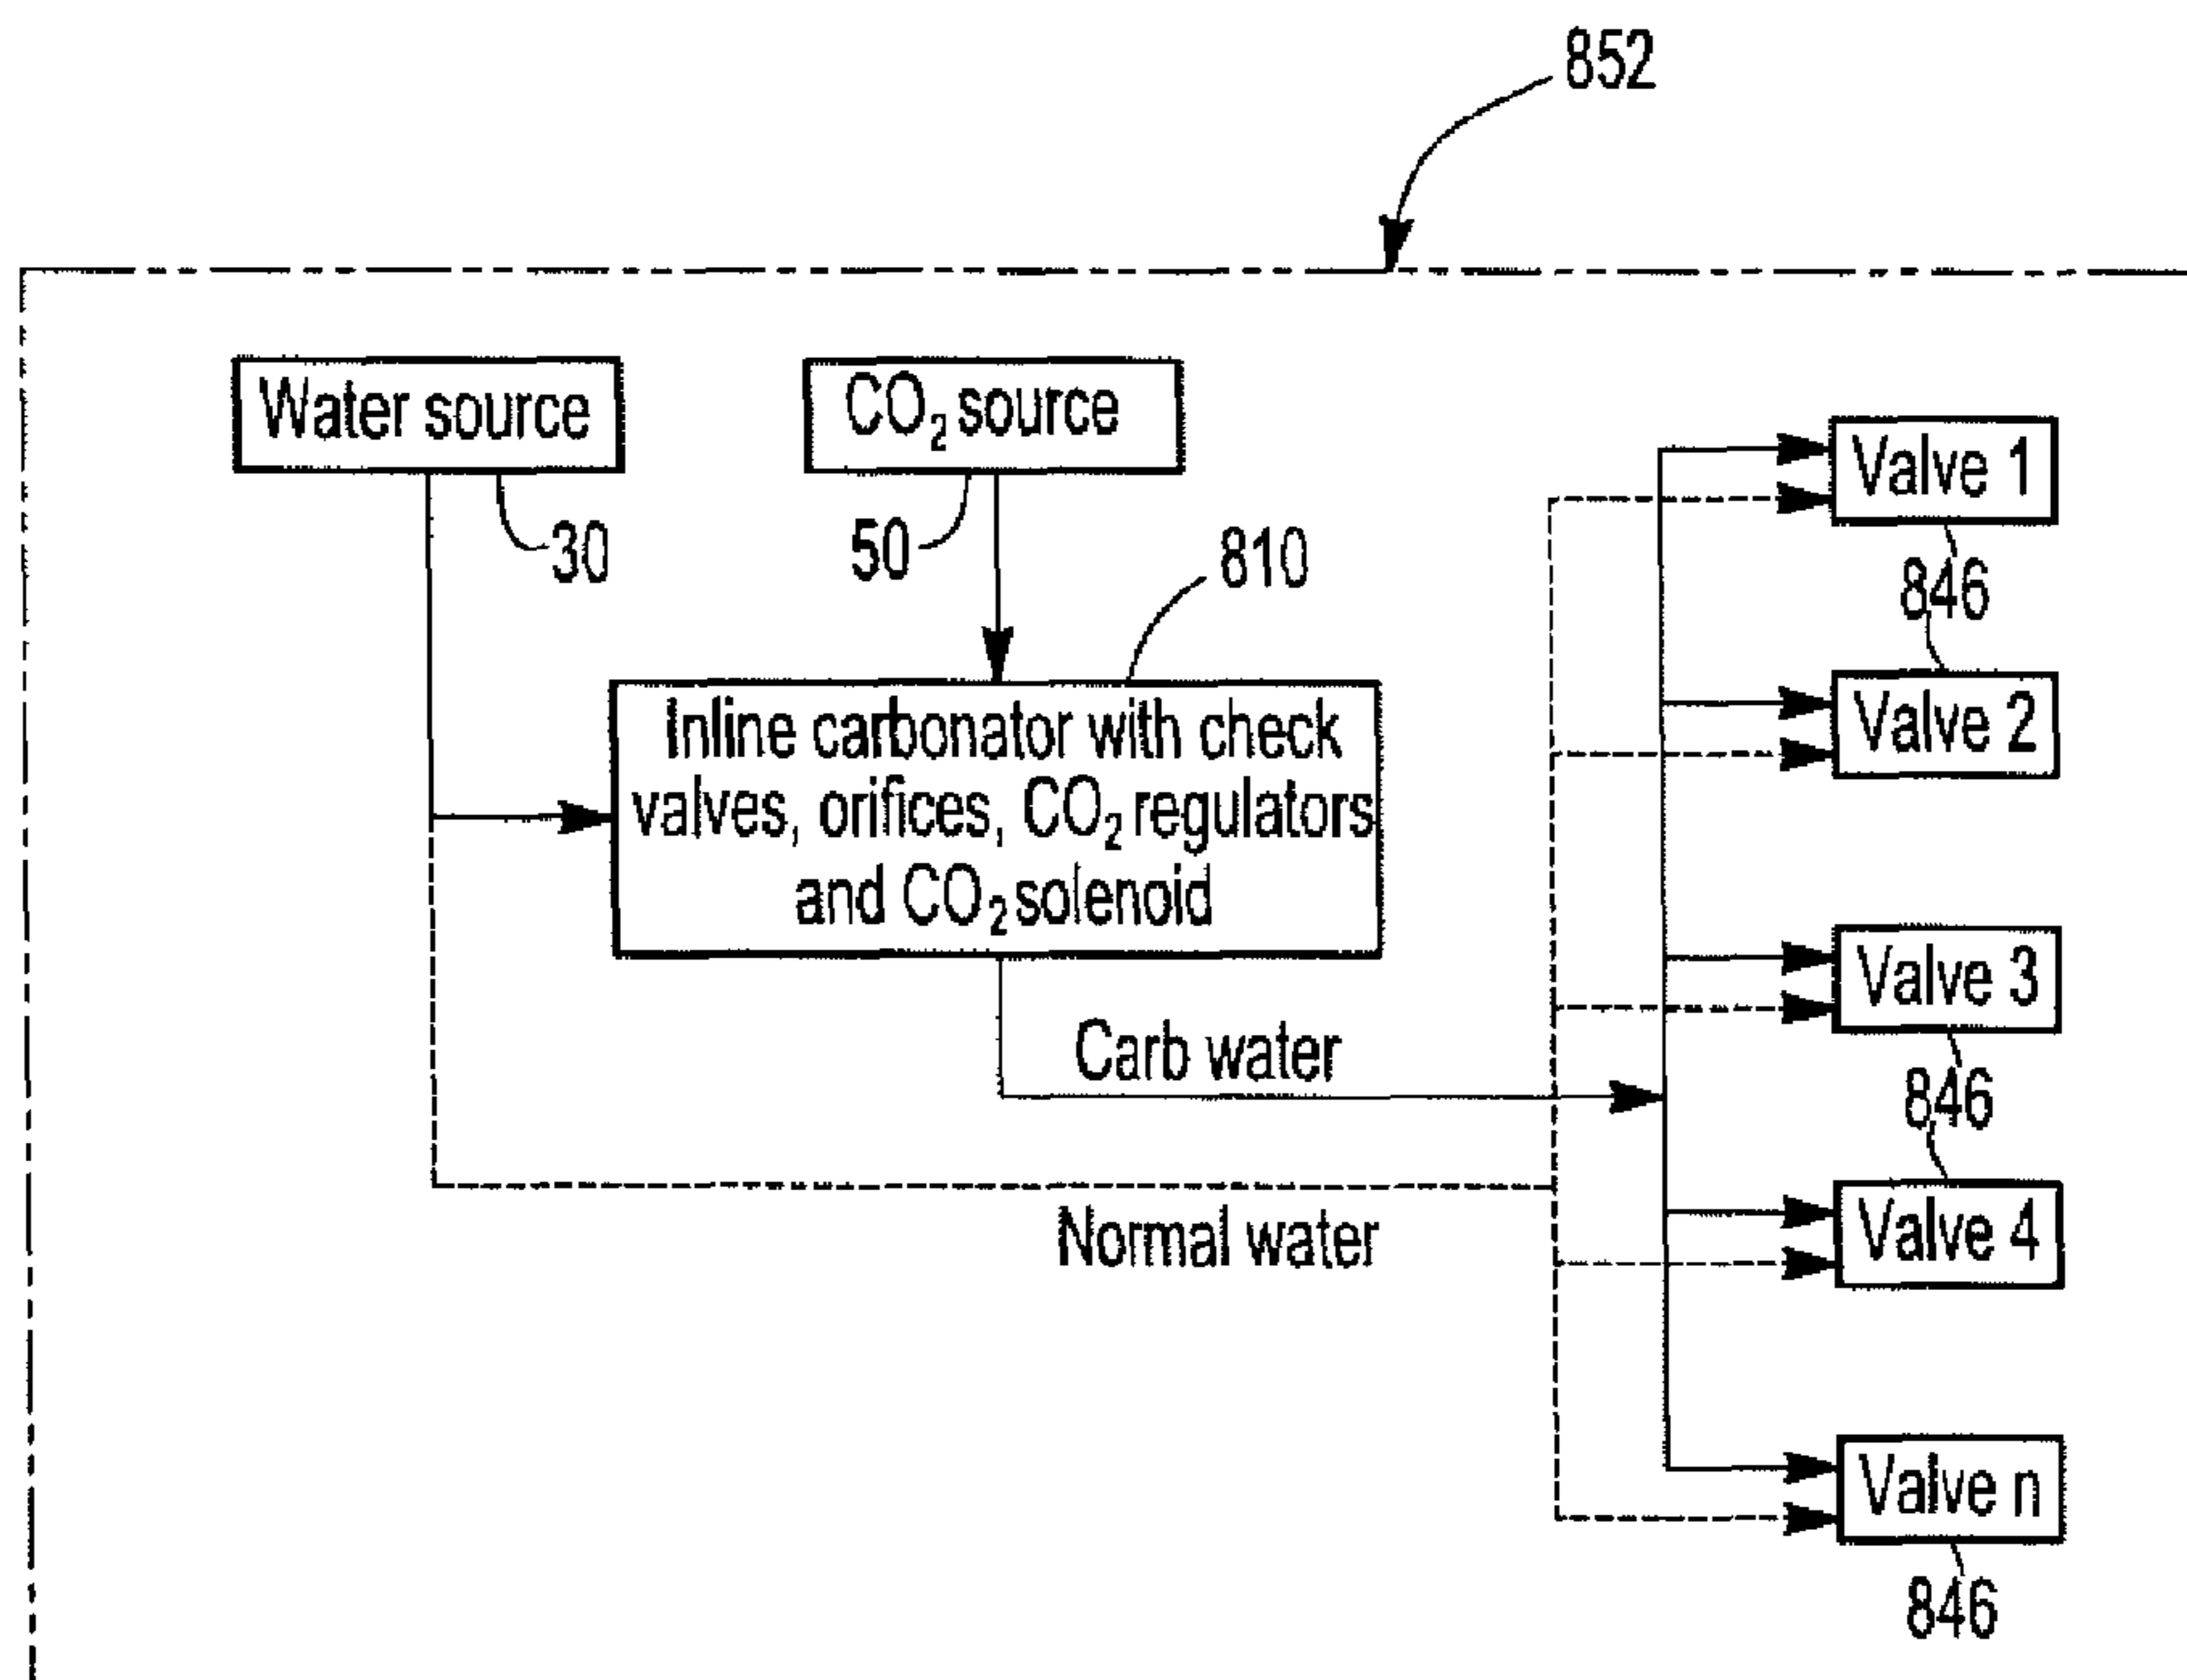 852
Water source
CO₂ source
30
50
810
Inline carbonator with check
valves, orifices, CO₂ regulators
and CO₂ solenoid
Carb water
Normal water
Valve 1
846
Valve 2
Valve 3
846
Valve 4
Valve n
846